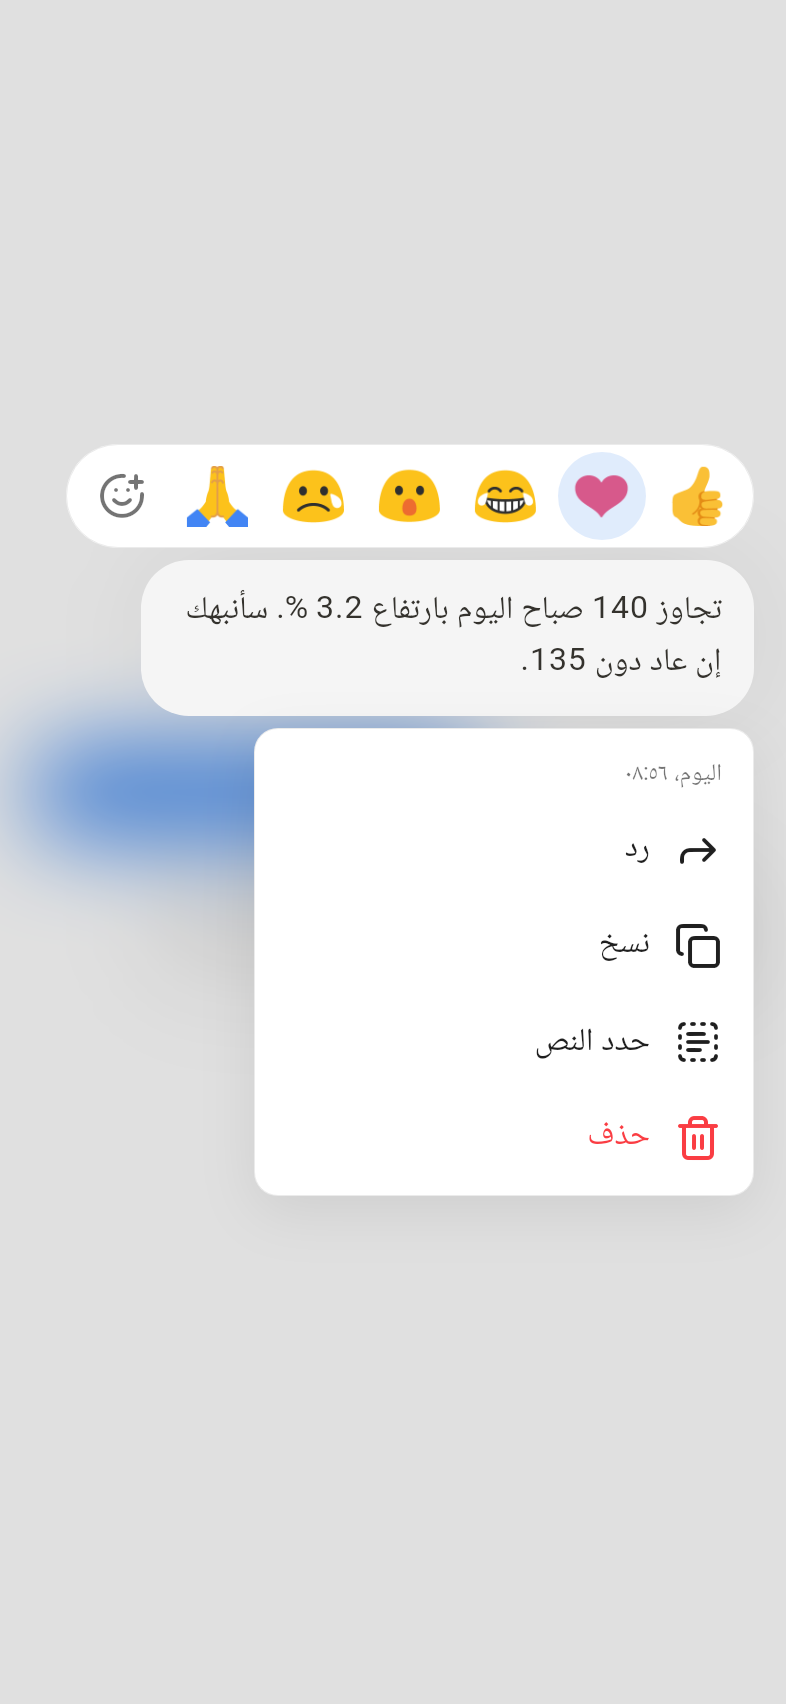 تجاوز 140 صباح اليوم بارتفاع 3.2 %. سأنبهك
إن عاد دون 135.
اليوم، ٠٨:٥٦
رد
نسخ
حدد النص
حذف